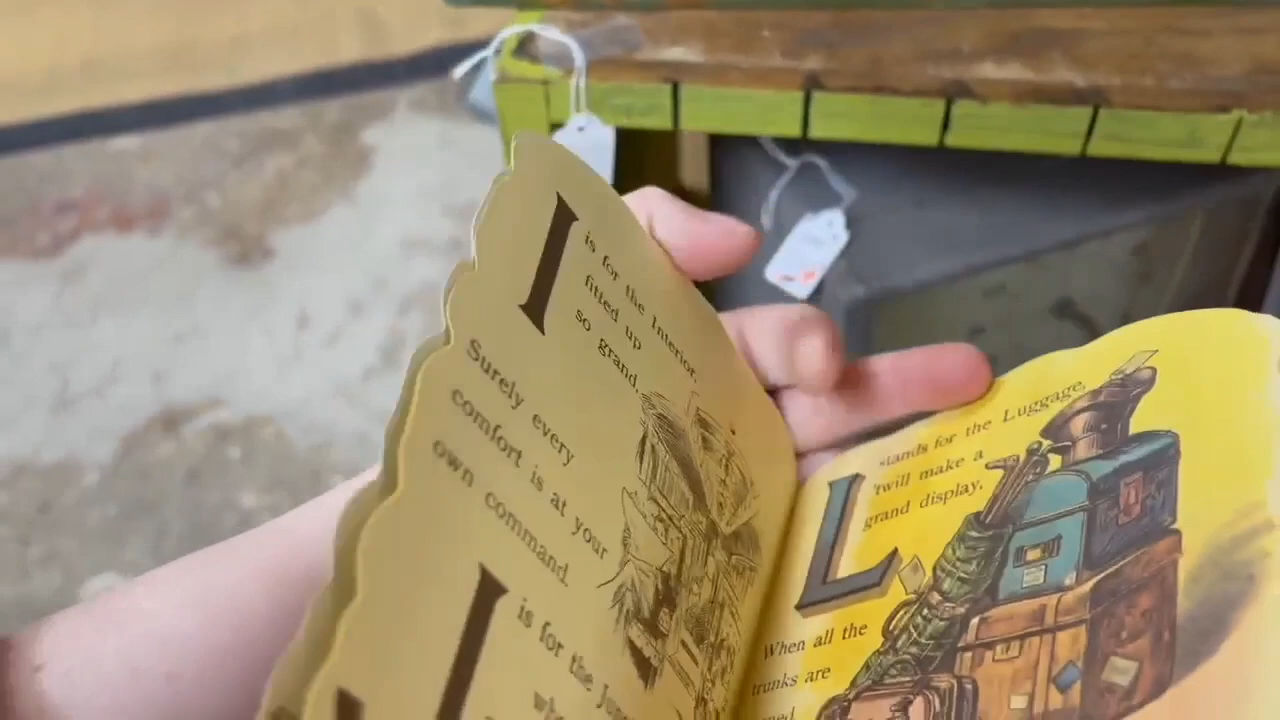 I
is for the Interior,
fitted up
so grand,
Surely every
comfort is at your
own command.
J
is for the
L
stands for the Luggage,
'twill make a
grand display,
When all the
trunks are